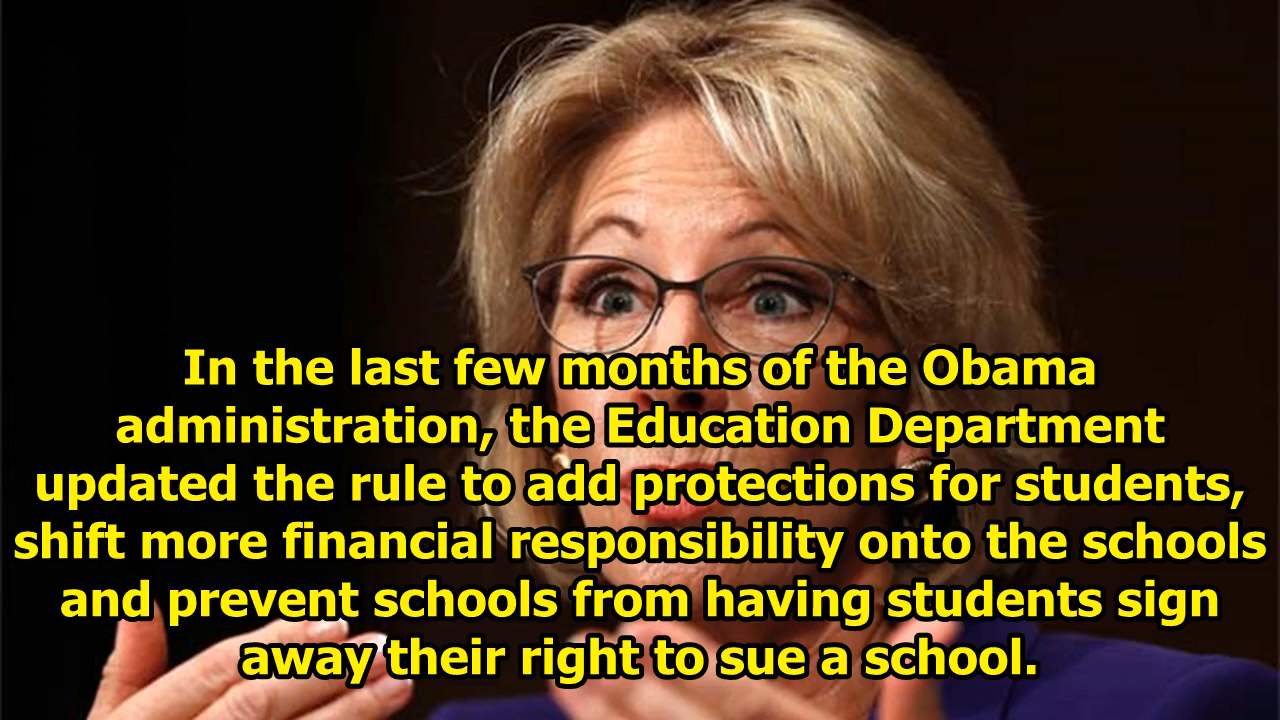 In the last few months of the Obama
administration, the Education Department
updated the rule to add protections for students,
shift more financial responsibility onto the schools
and prevent schools from having students sign
away their right to sue a school.